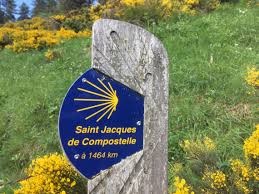 Saint Jacques
de Compostelle
à 1464 km